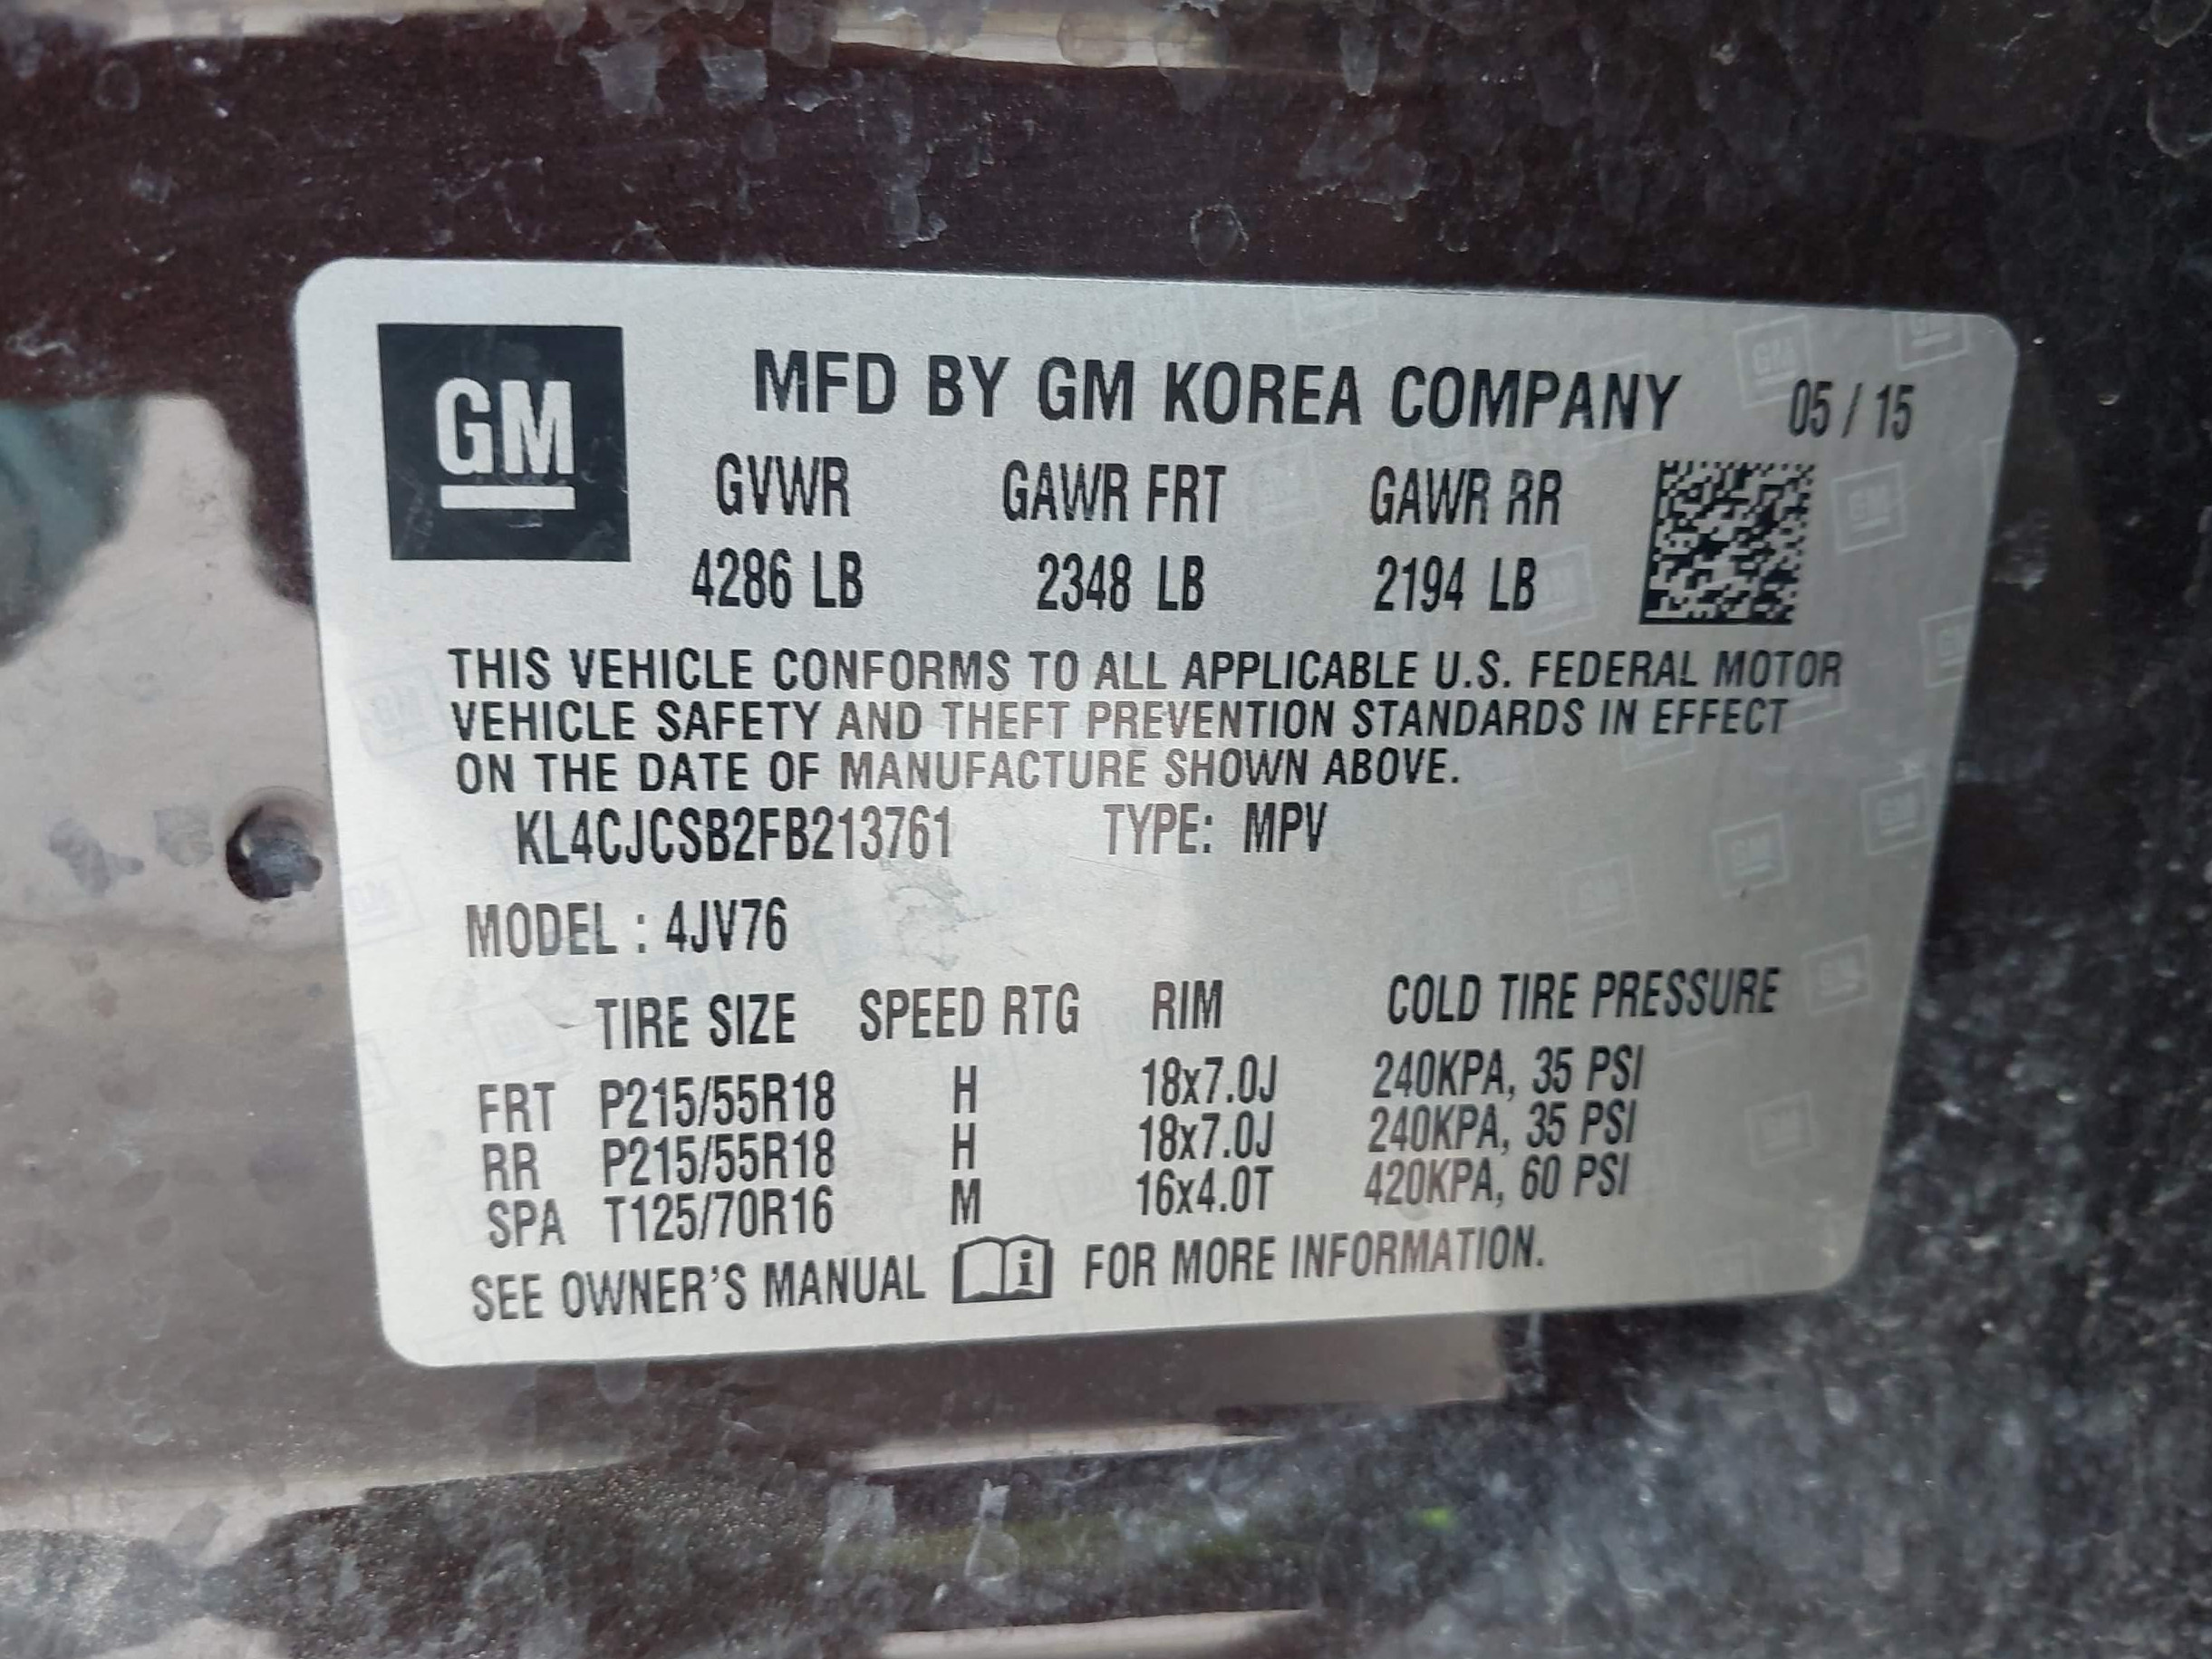 GM
MFD BY GM KOREA COMPANY 05 / 15
GVWR GAWR FRT GAWR RR
4286 LB 2348 LB 2194 LB
THIS VEHICLE CONFORMS TO ALL APPLICABLE U.S. FEDERAL MOTOR
VEHICLE SAFETY AND THEFT PREVENTION STANDARDS IN EFFECT
ON THE DATE OF MANUFACTURE SHOWN ABOVE.
KL4CJCSB2FB213761 TYPE: MPV
MODEL : 4JV76
TIRE SIZE SPEED RTG RIM COLD TIRE PRESSURE
FRT P215/55R18 H 18x7.0J 240KPA, 35 PSI
RR P215/55R18 H 18x7.0J 240KPA, 35 PSI
SPA T125/70R16 M 16x4.0T 420KPA, 60 PSI
SEE OWNER'S MANUAL i FOR MORE INFORMATION.